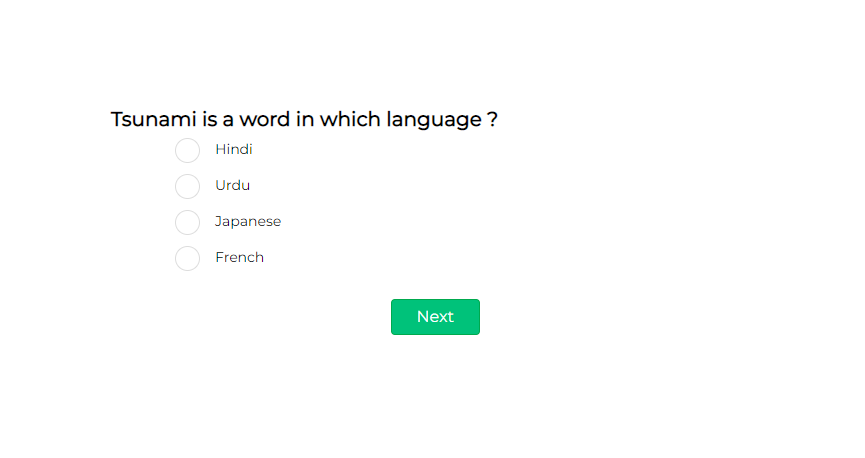 Tsunami is a word in which language ?
Hindi
Urdu
Japanese
French
Next